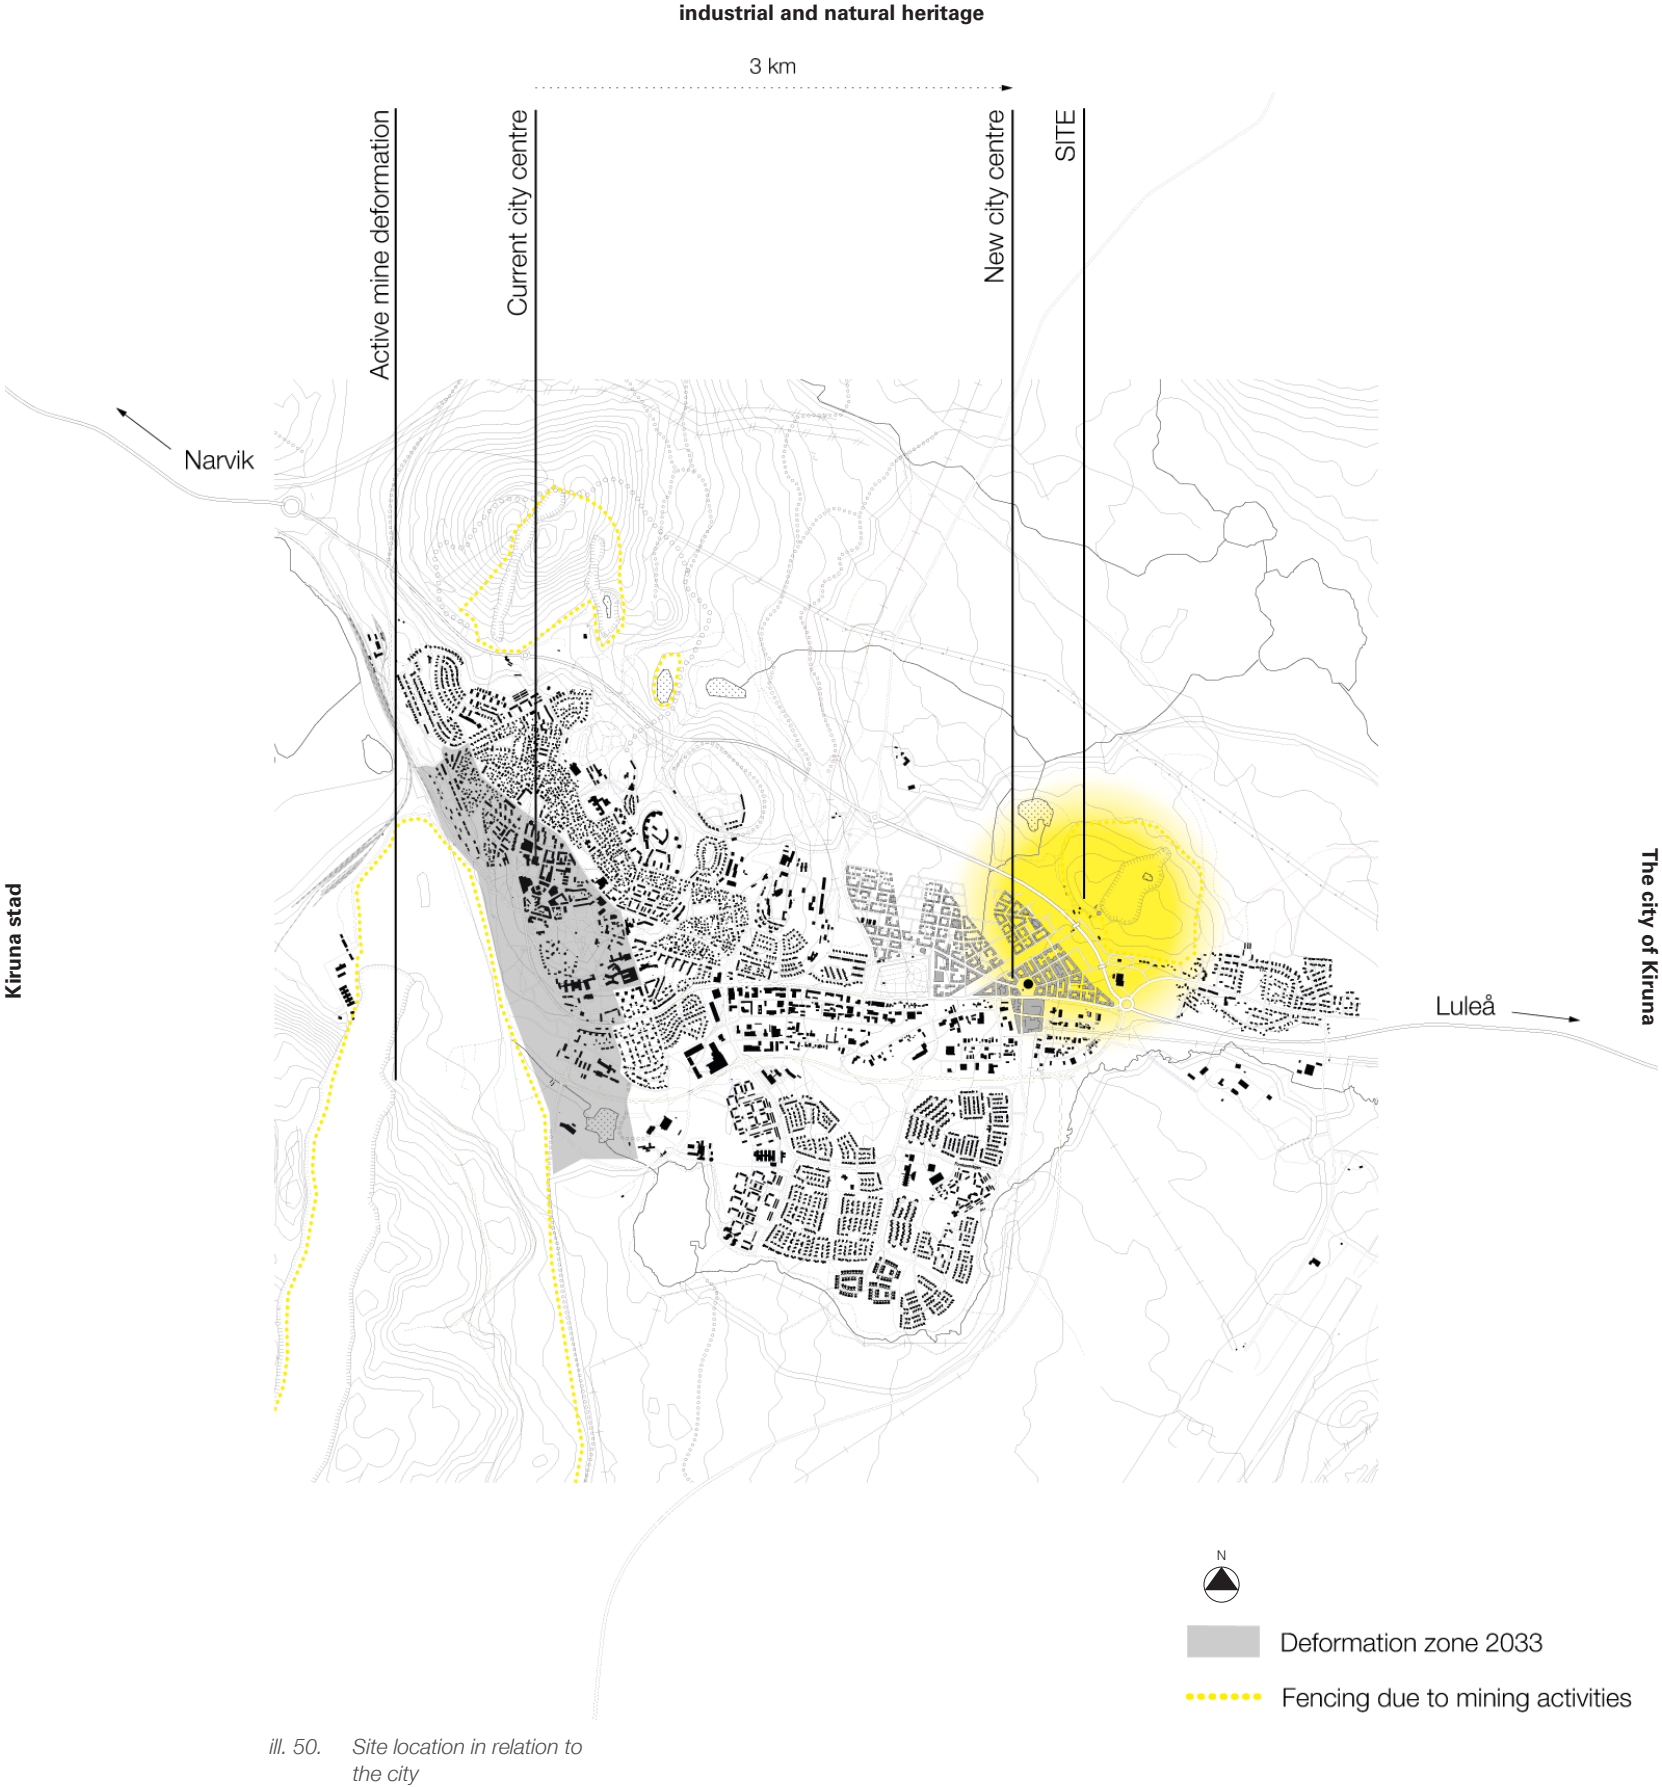 industrial and natural heritage
3 km
Active mine deformation
Current city centre
New city centre
SITE
Narvik
Kiruna stad
The city of Kiruna
Luleå
N
Deformation zone 2033
Fencing due to mining activities
ill. 50. Site location in relation to
the city